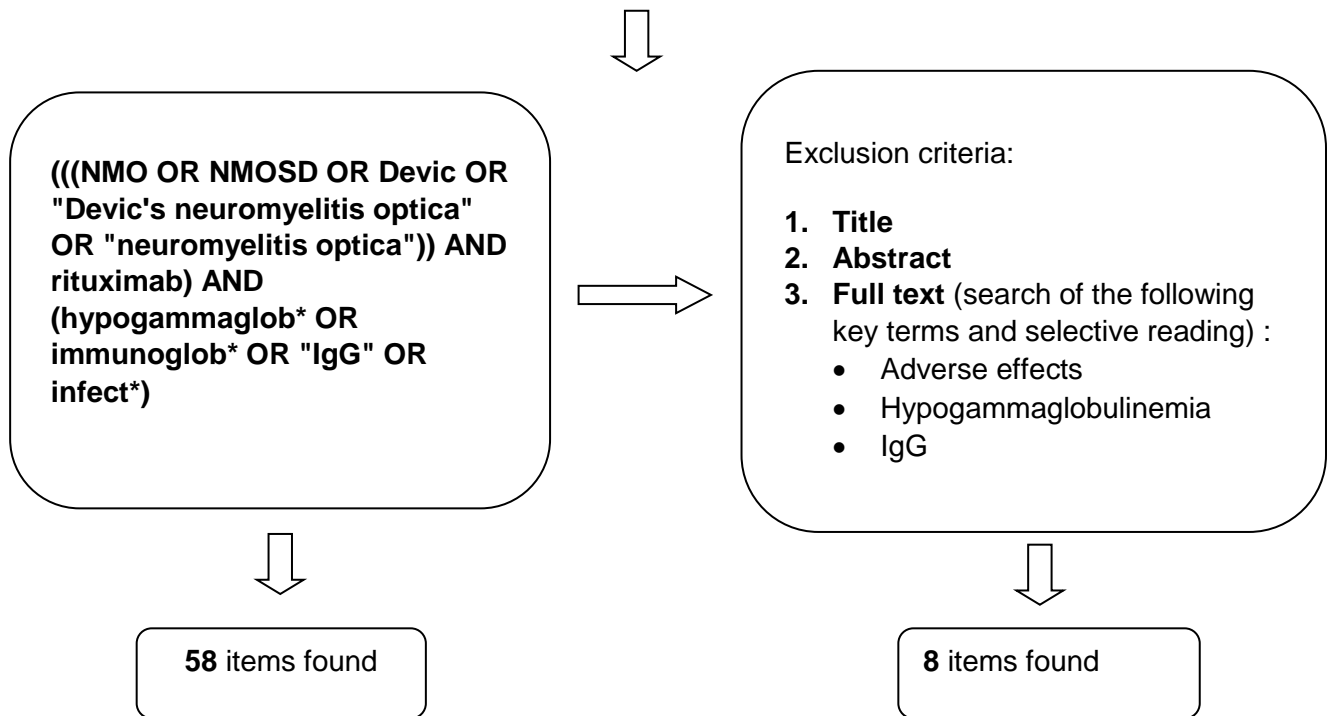 (((NMO OR NMOSD OR Devic OR
"Devic's neuromyelitis optica"
OR "neuromyelitis optica")) AND
rituximab) AND
(hypogammaglob* OR
immunoglob* OR "IgG" OR
infect*)
58 items found
Exclusion criteria:
1. Title
2. Abstract
3. Full text (search of the following
key terms and selective reading) :
• Adverse effects
• Hypogammaglobulinemia
• IgG
8 items found